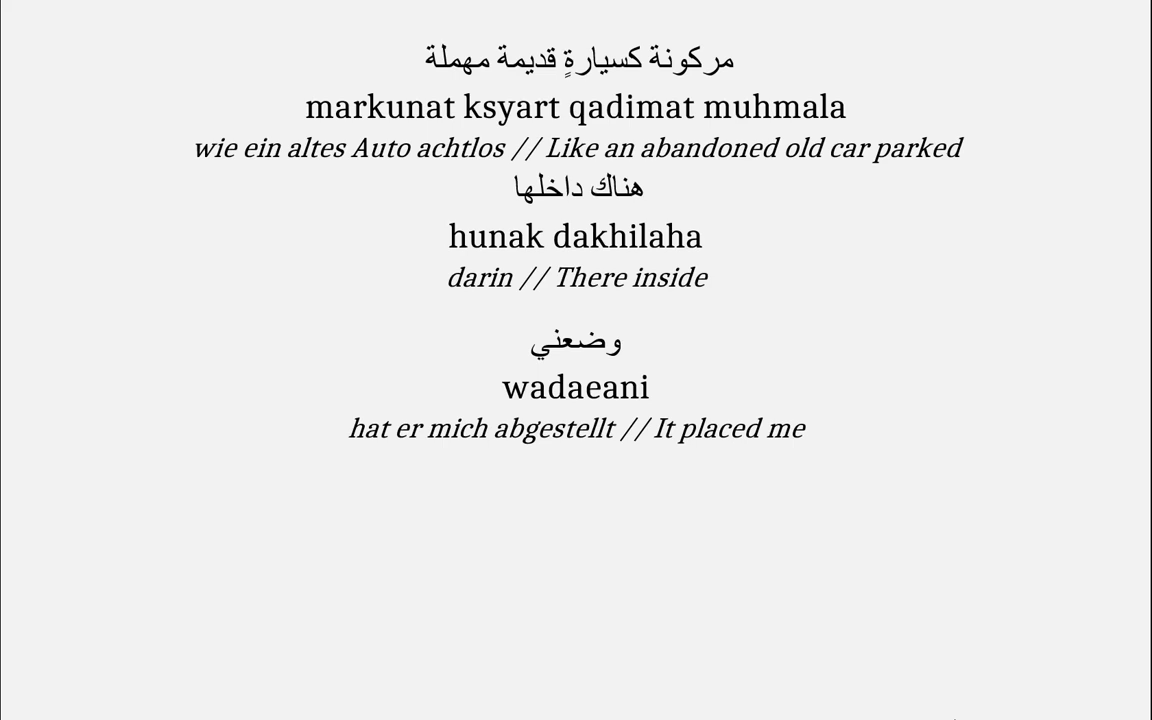 مركونة كسيارةٍ قديمة مهملة
markunat ksyart qadimat muhmala
wie ein altes Auto achtlos // Like an abandoned old car parked
هناك داخلها
hunak dakhilaha
darin // There inside
وضعني
wadaeani
hat er mich abgestellt // It placed me